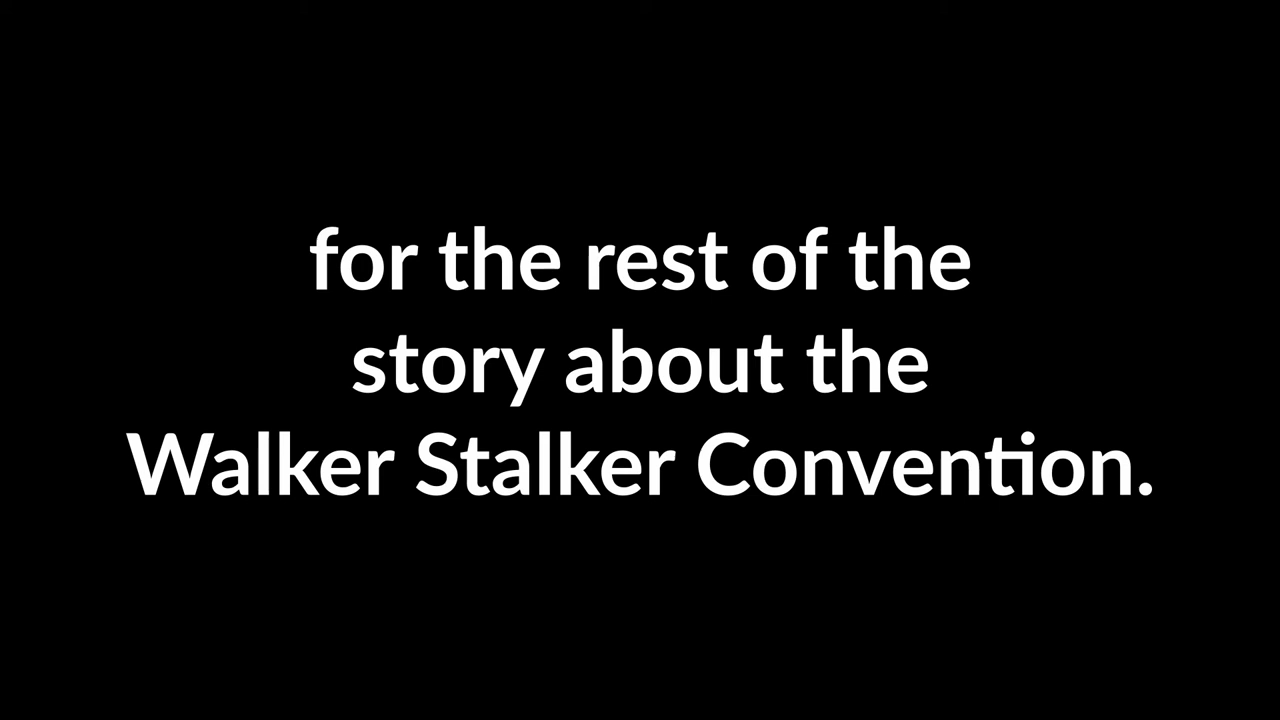 for the rest of the
story about the
Walker Stalker Convention.